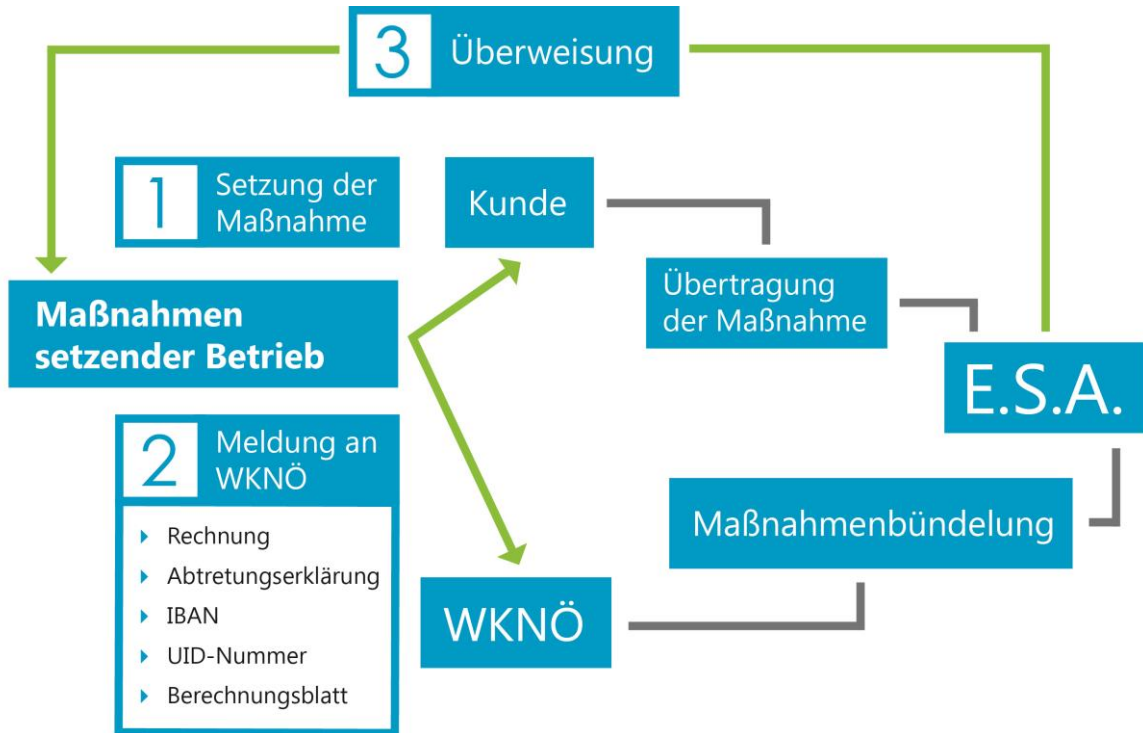 3 Überweisung
1 Setzung der
Maßnahme
Kunde
Maßnahmen
setzender Betrieb
Übertragung
der Maßnahme
E.S.A.
2 Meldung an
WKNÖ
Rechnung
Abtretungserklärung
IBAN
UID-Nummer
Berechnungsblatt
Maßnahmenbündelung
WKNÖ